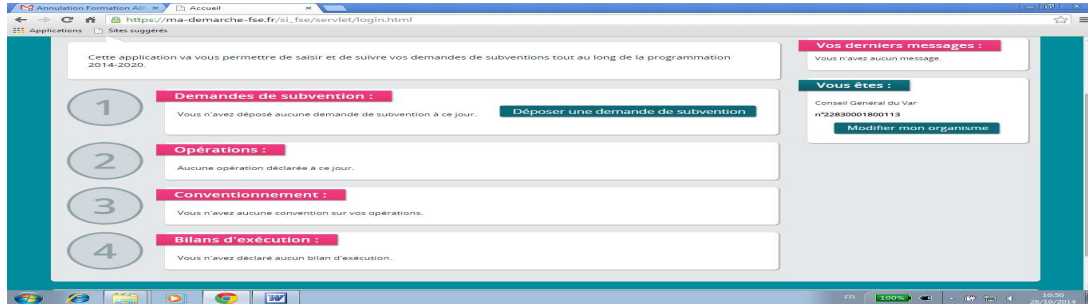 Annulation Formation AIF
Accueil
https://ma-demarche-fse.fr/si_fse/servlet/login.html
Applications
Sites suggérés
Cette application va vous permettre de saisir et de suivre vos demandes de subventions tout au long de la programmation
2014-2020.
1
Demandes de subvention :
Vous n'avez déposé aucune demande de subvention à ce jour.
Déposer une demande de subvention
2
Opérations :
Aucune opération déclarée à ce jour.
3
Conventionnement :
Vous n'avez aucune convention sur vos opérations.
4
Bilans d'exécution :
Vous n'avez déclaré aucun bilan d'exécution.
Vos derniers messages :
Vous n'avez aucun message.
Vous êtes :
Conseil Général du Var
n°22830001800113
Modifier mon organisme
FR
100%
10:50
28/10/2014